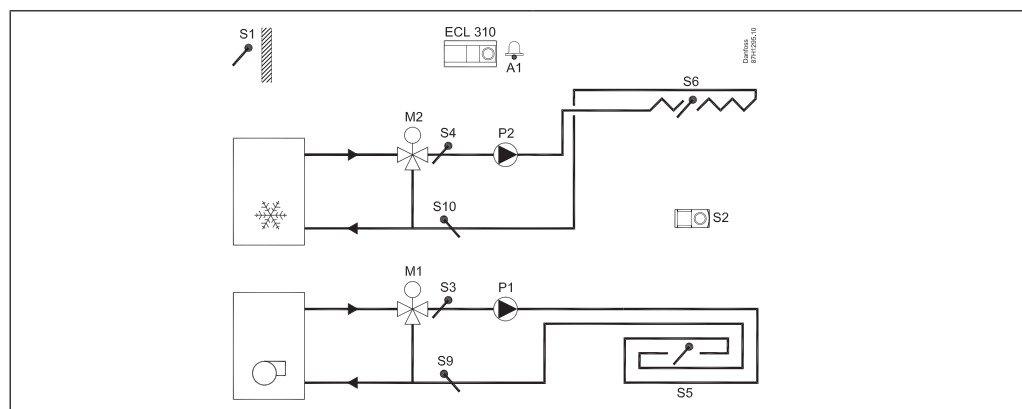 S1
ECL 310
A1
Danfoss
87H1295.10
S6
M2
S4
P2
S10
S2
M1
S3
P1
S9
S5